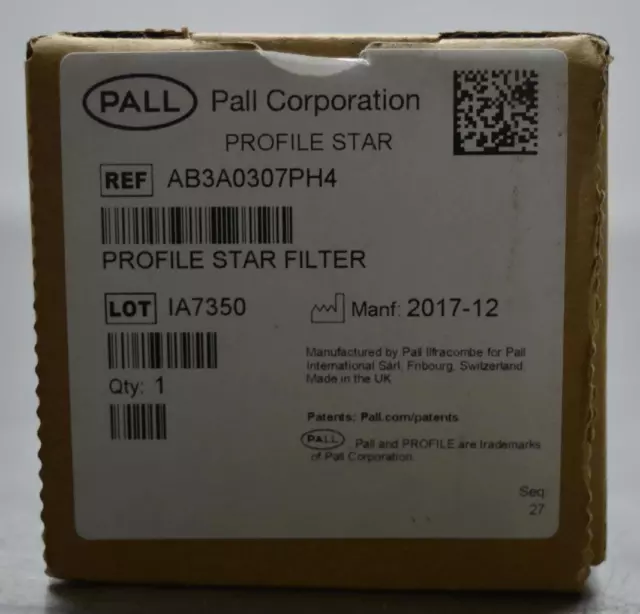 PALL Pall Corporation
PROFILE STAR
REF AB3A0307PH4
PROFILE STAR FILTER
LOT IA7350
Manf: 2017-12
Manufactured by Pall Ilfracombe for Pall
International Sàrl, Fribourg, Switzerland
Made in the UK
Qty: 1
Patents: Pall.com/patents
PALL Pall and PROFILE are trademarks
of Pall Corporation.
Seq:
27